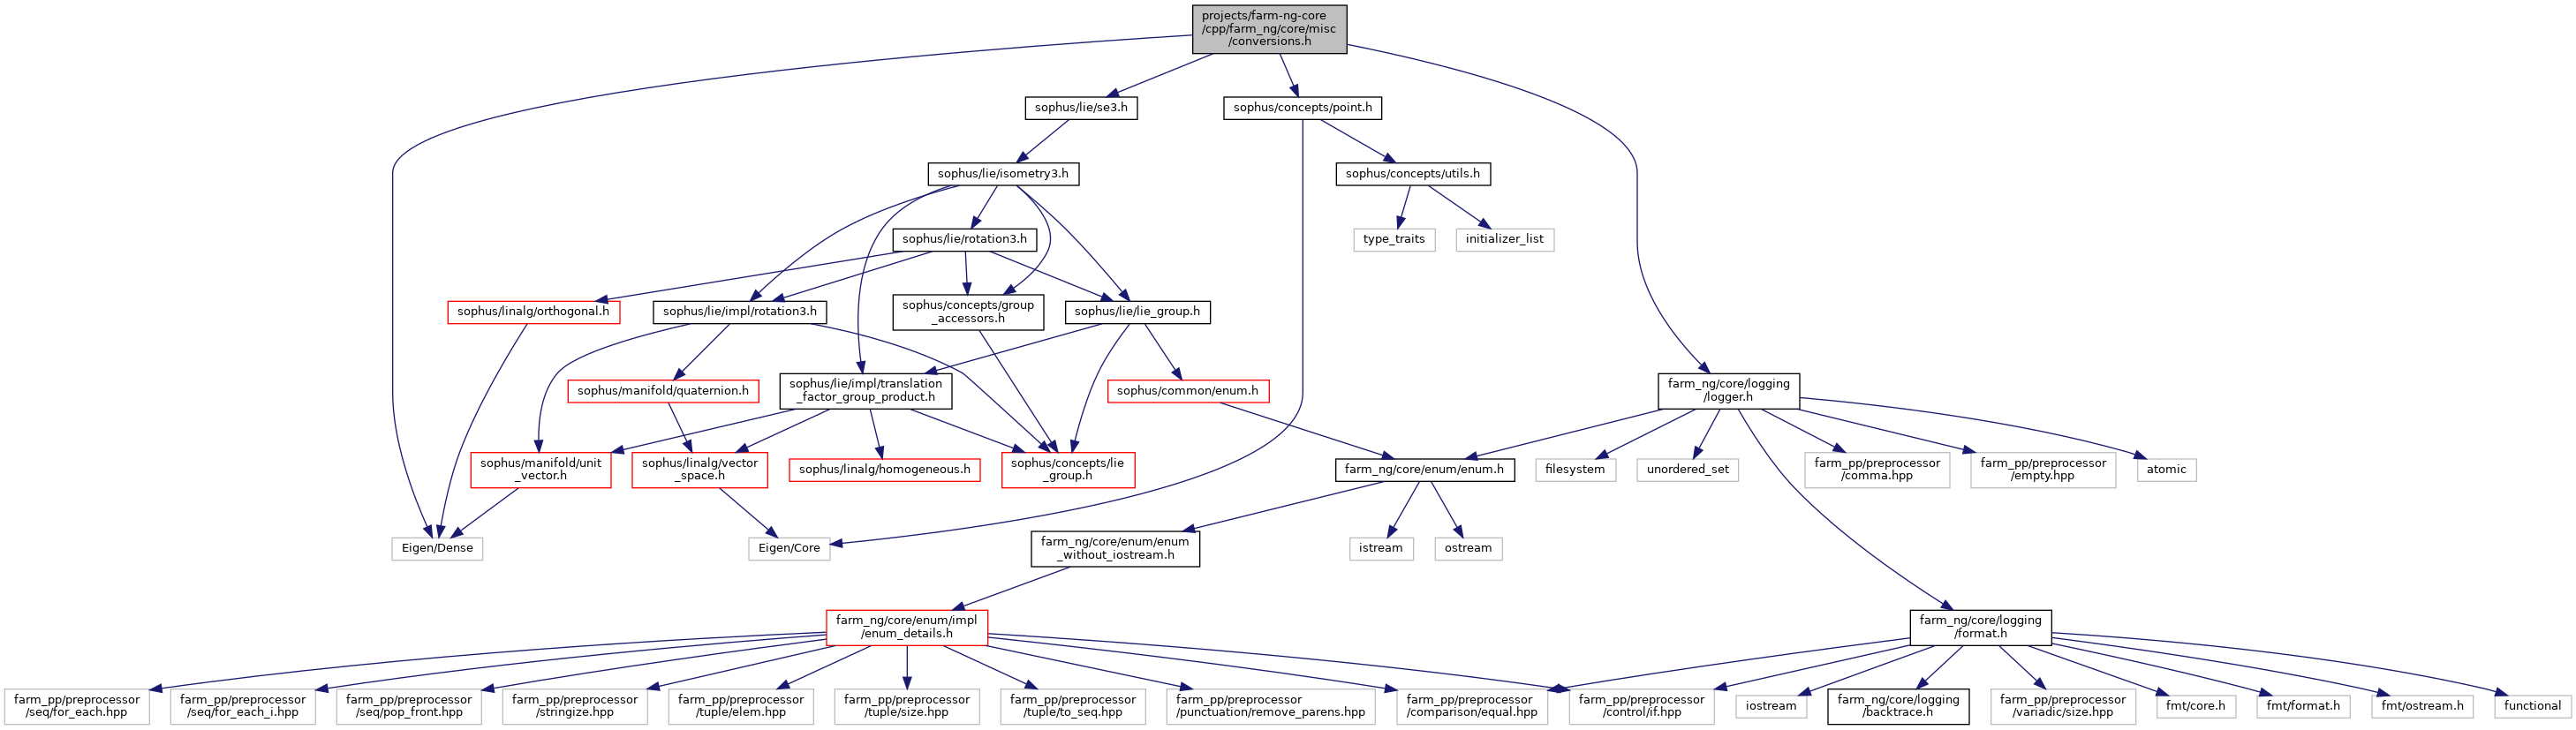 projects/farm-ng-core
/cpp/farm_ng/core/misc
/conversions.h
sophus/lie/se3.h
sophus/concepts/point.h
sophus/lie/isometry3.h
sophus/concepts/utils.h
sophus/lie/rotation3.h
type_traits
initializer_list
sophus/linalg/orthogonal.h
sophus/lie/impl/rotation3.h
sophus/concepts/group
_accessors.h
sophus/lie/lie_group.h
sophus/manifold/quaternion.h
sophus/lie/impl/translation
_factor_group_product.h
sophus/common/enum.h
farm_ng/core/logging
/logger.h
sophus/manifold/unit
_vector.h
sophus/linalg/vector
_space.h
sophus/linalg/homogeneous.h
sophus/concepts/lie
_group.h
farm_ng/core/enum/enum.h
filesystem
unordered_set
farm_pp/preprocessor
/comma.hpp
farm_pp/preprocessor
/empty.hpp
atomic
Eigen/Dense
Eigen/Core
farm_ng/core/enum/enum
_without_iostream.h
istream
ostream
farm_ng/core/enum/impl
/enum_details.h
farm_ng/core/logging
/format.h
farm_pp/preprocessor
/seq/for_each.hpp
farm_pp/preprocessor
/seq/for_each_i.hpp
farm_pp/preprocessor
/seq/pop_front.hpp
farm_pp/preprocessor
/stringize.hpp
farm_pp/preprocessor
/tuple/elem.hpp
farm_pp/preprocessor
/tuple/size.hpp
farm_pp/preprocessor
/tuple/to_seq.hpp
farm_pp/preprocessor
/punctuation/remove_parens.hpp
farm_pp/preprocessor
/comparison/equal.hpp
farm_pp/preprocessor
/control/if.hpp
iostream
farm_ng/core/logging
/backtrace.h
farm_pp/preprocessor
/variadic/size.hpp
fmt/core.h
fmt/format.h
fmt/ostream.h
functional